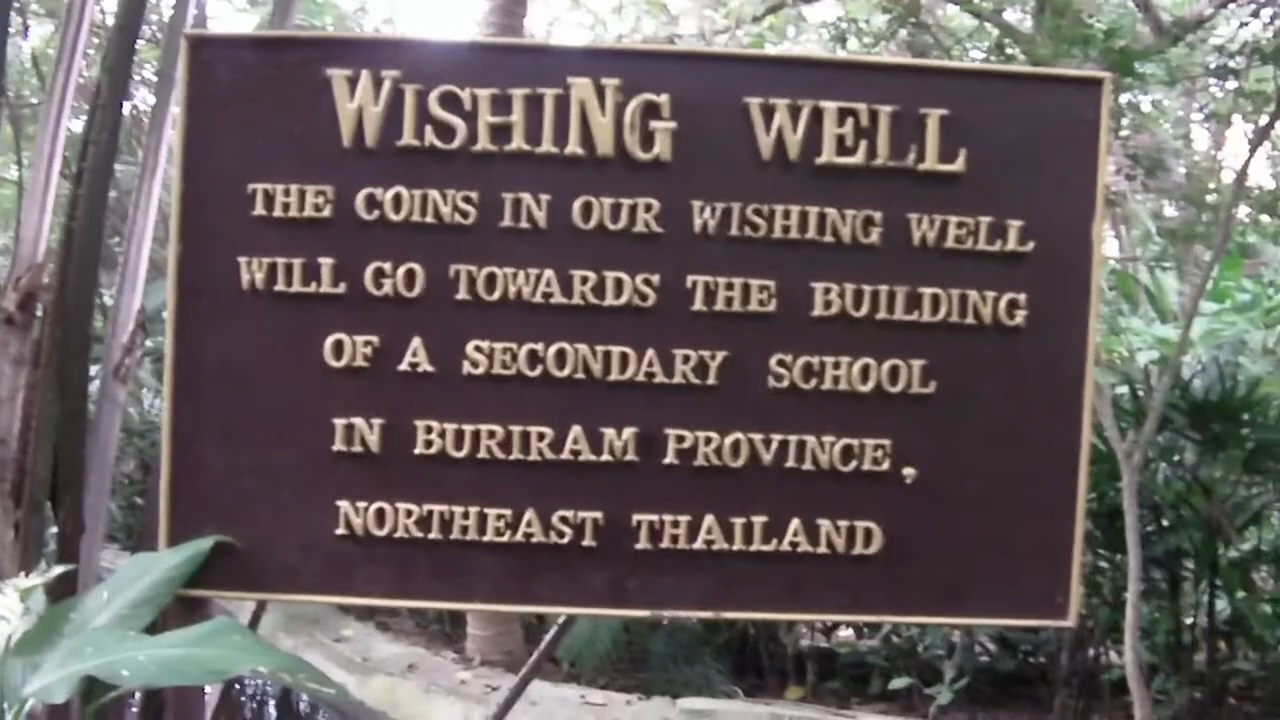 WISHING WELL
THE COINS IN OUR WISHING WELL
WILL GO TOWARDS THE BUILDING
OF A SECONDARY SCHOOL
IN BURIRAM PROVINCE,
NORTHEAST THAILAND